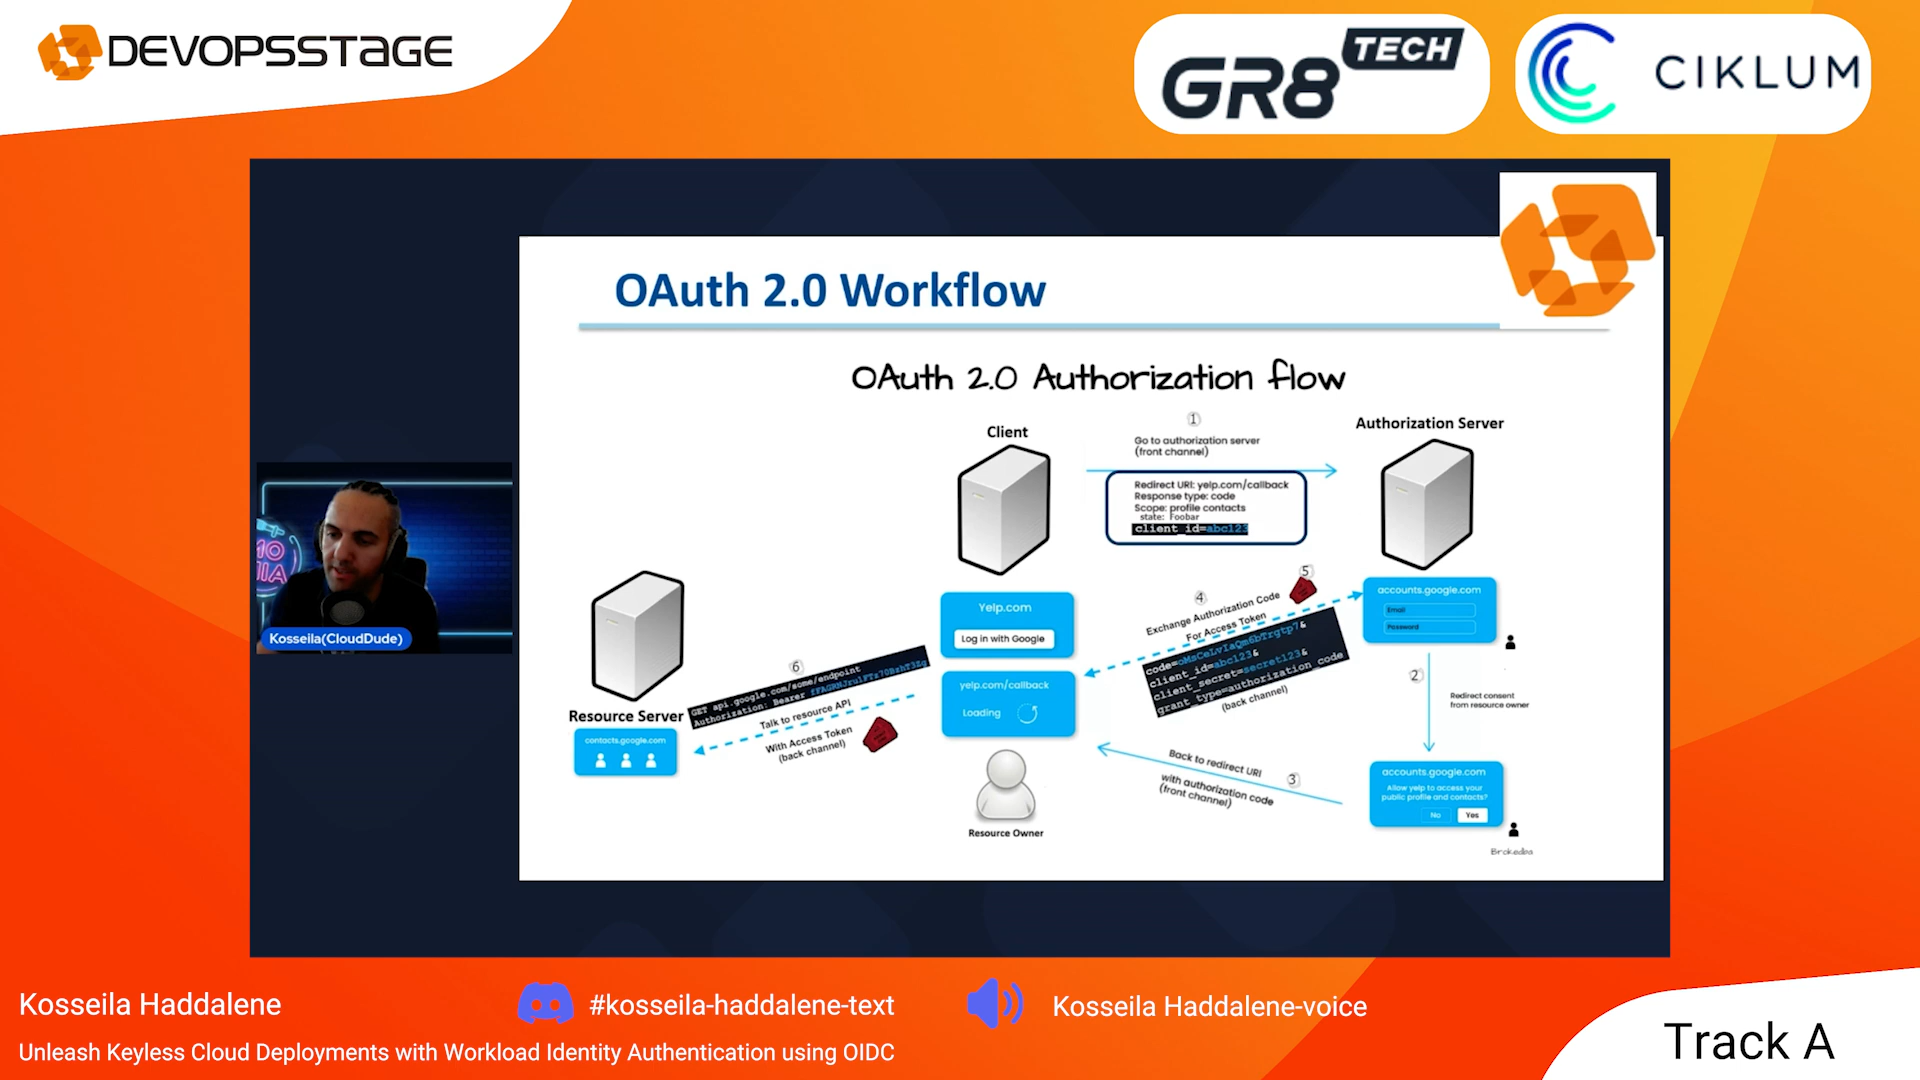 DEVOPSSTAGE
GR8 TECH
CIKLUM
OAuth 2.0 Workflow
OAuth 2.0 Authorization flow
1
Client
Authorization Server
Go to authorization server
(front channel)
Redirect URI: yelp.com/callback
Response type: code
Scope: profile contacts
state: Foobar
client_id=abc123
5
4
Exchange Authorization Code
For Access Token
code=oMsCeLvIaQm6bTrgtp7&
client_id=abc123&
client_secret=secret123&
grant_type=authorization_code
(back channel)
accounts.google.com
Email
Password
Yelp.com
Log in with Google
yelp.com/callback
Loading
6
GET api.google.com/some/endpoint
Authorization: Bearer
Talk to resource API
With Access Token
(back channel)
Resource Server
contacts.google.com
2
Redirect consent
from resource owner
Back to redirect URI
3
with authorization code
(front channel)
accounts.google.com
Allow yelp to access your
public profile and contacts?
No
Yes
Resource Owner
Brokedba
Kosseila(CloudDude)
Kosseila Haddalene
#kosseila-haddalene-text
Kosseila Haddalene-voice
Unleash Keyless Cloud Deployments with Workload Identity Authentication using OIDC
Track A